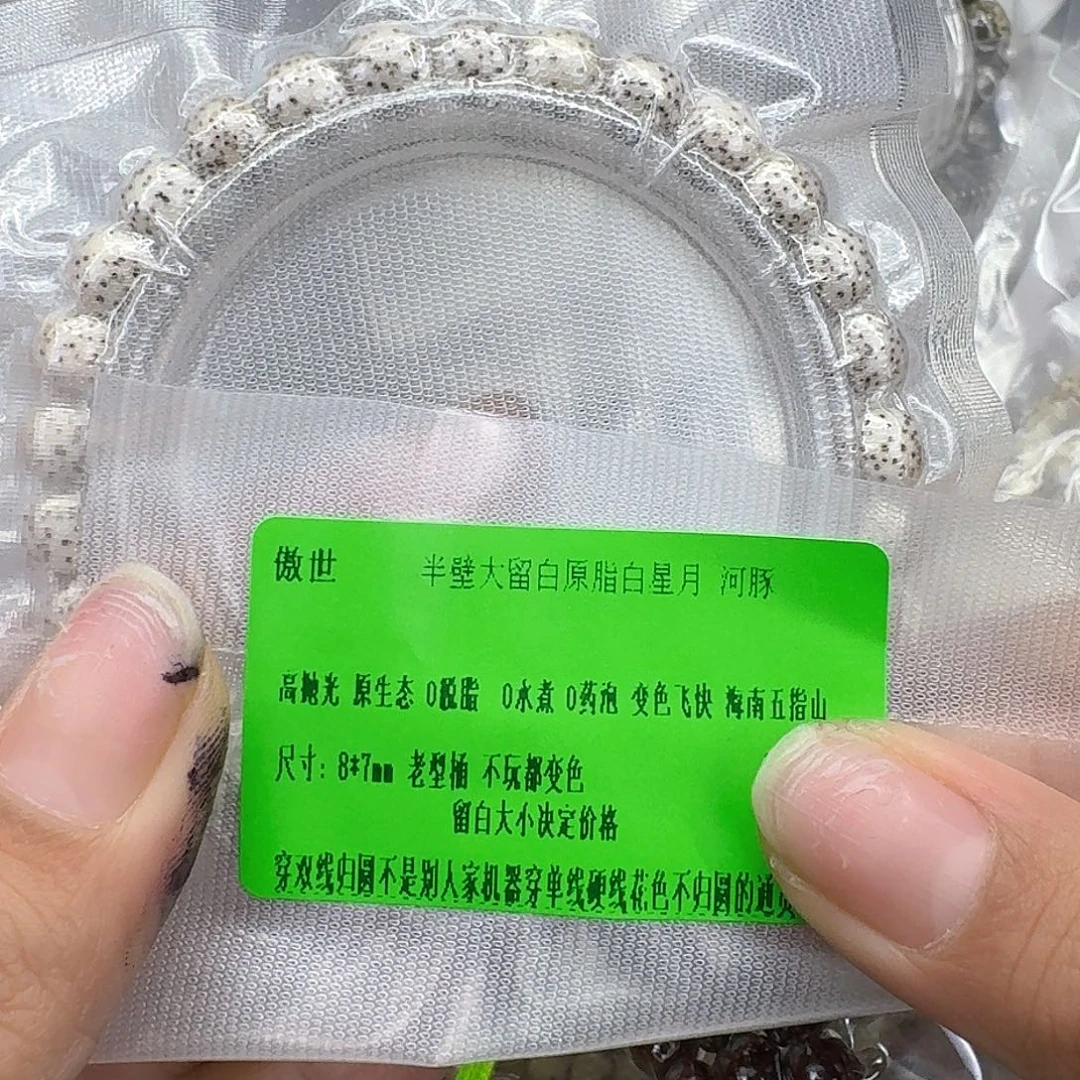 傲世 半壁大留白原脂白星月 河豚
高抛光 原生态 0脱脂 0水煮 0药泡 变色飞快 海南五指山
尺寸: 8*7mm 老型桶 不玩都变色
留白大小决定价格
穿双线归圆不是别人家机器穿单线硬线花色不归圆的通